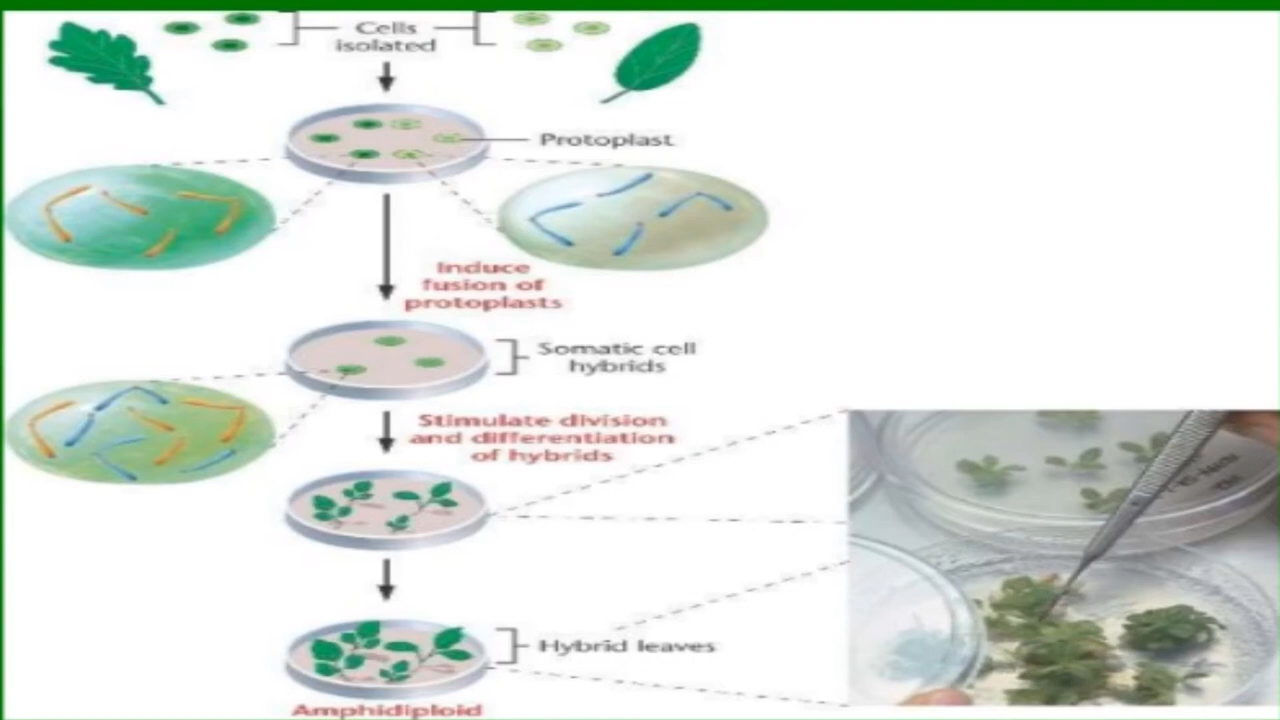 Cells
isolated
Protoplast
Induce
fusion of
protoplasts
Somatic cell
hybrids
Stimulate division
and differentiation
of hybrids
Hybrid leaves
Amphidiploid